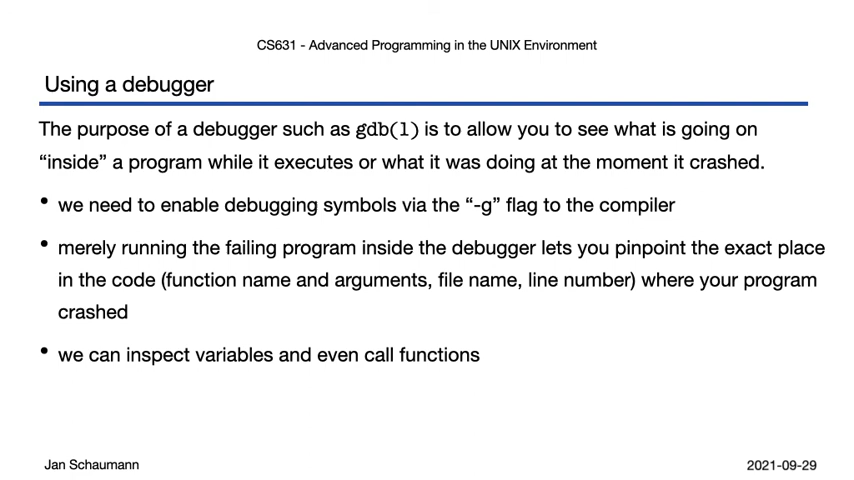 CS631 - Advanced Programming in the UNIX Environment
Using a debugger
The purpose of a debugger such as gdb(1) is to allow you to see what is going on
“inside” a program while it executes or what it was doing at the moment it crashed.
• we need to enable debugging symbols via the “-g” flag to the compiler
• merely running the failing program inside the debugger lets you pinpoint the exact place
in the code (function name and arguments, file name, line number) where your program
crashed
• we can inspect variables and even call functions
Jan Schaumann
2021-09-29